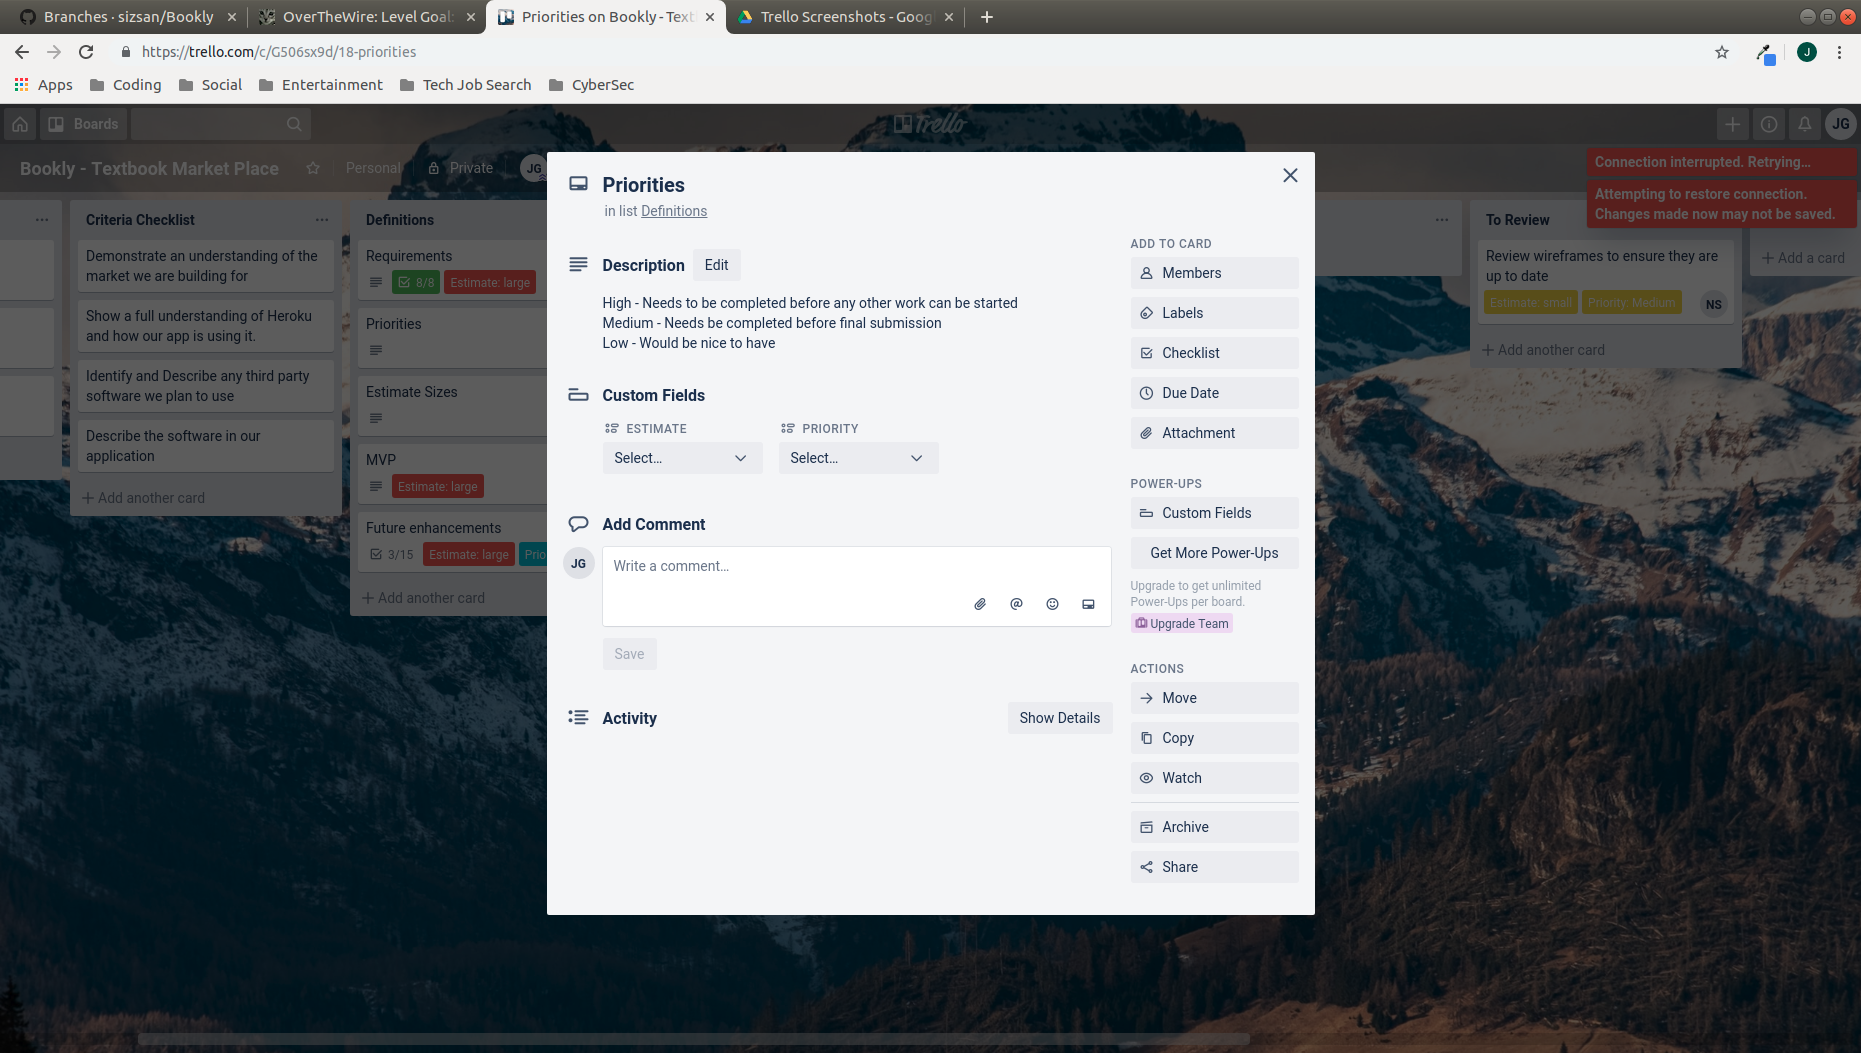 Branches · sizsan/Bookly
OverTheWire: Level Goal:
Priorities on Bookly - Text
Trello Screenshots - Goog
https://trello.com/c/G506sx9d/18-priorities
J
Apps
Coding
Social
Entertainment
Tech Job Search
CyberSec
Boards
Trello
JG
Bookly - Textbook Market Place
Personal
Private
JG
Connection interrupted. Retrying…
Attempting to restore connection.
Changes made now may not be saved.
Criteria Checklist
Demonstrate an understanding of the
market we are building for
Show a full understanding of Heroku
and how our app is using it.
Identify and Describe any third party
software we plan to use
Describe the software in our
application
+ Add another card
Definitions
Requirements
8/8
Estimate: large
Priorities
Estimate Sizes
MVP
Estimate: large
Future enhancements
3/15
Estimate: large
Prio
+ Add another card
Priorities
in list Definitions
Description
Edit
High - Needs to be completed before any other work can be started
Medium - Needs be completed before final submission
Low - Would be nice to have
Custom Fields
ESTIMATE
PRIORITY
Select…
Select…
Add Comment
JG
Write a comment…
Save
Activity
Show Details
ADD TO CARD
Members
Labels
Checklist
Due Date
Attachment
POWER-UPS
Custom Fields
Get More Power-Ups
Upgrade to get unlimited
Power-Ups per board.
Upgrade Team
ACTIONS
Move
Copy
Watch
Archive
Share
To Review
Review wireframes to ensure they are
up to date
Estimate: small
Priority: Medium
NS
+ Add another card
+ Add a card